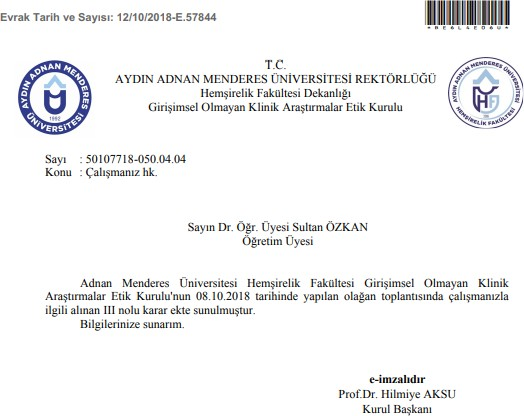 Evrak Tarih ve Sayısı: 12/10/2018-E.57844
*BE6L4E06U*
T.C.
AYDIN ADNAN MENDERES ÜNİVERSİTESİ REKTÖRLÜĞÜ
Hemşirelik Fakültesi Dekanlığı
Girişimsel Olmayan Klinik Araştırmalar Etik Kurulu
AYDIN ADNAN MENDERES ÜNİVERSİTESİ
1992
AYDIN ADNAN MENDERES ÜNİVERSİTESİ
HEMŞİRELİK FAKÜLTESİ
Sayı : 50107718-050.04.04
Konu : Çalışmanız hk.
Sayın Dr. Öğr. Üyesi Sultan ÖZKAN
Öğretim Üyesi
Adnan Menderes Üniversitesi Hemşirelik Fakültesi Girişimsel Olmayan Klinik
Araştırmalar Etik Kurulu'nun 08.10.2018 tarihinde yapılan olağan toplantısında çalışmanızla
ilgili alınan III nolu karar ekte sunulmuştur.
Bilgilerinize sunarım.
e-imzalıdır
Prof.Dr. Hilmiye AKSU
Kurul Başkanı